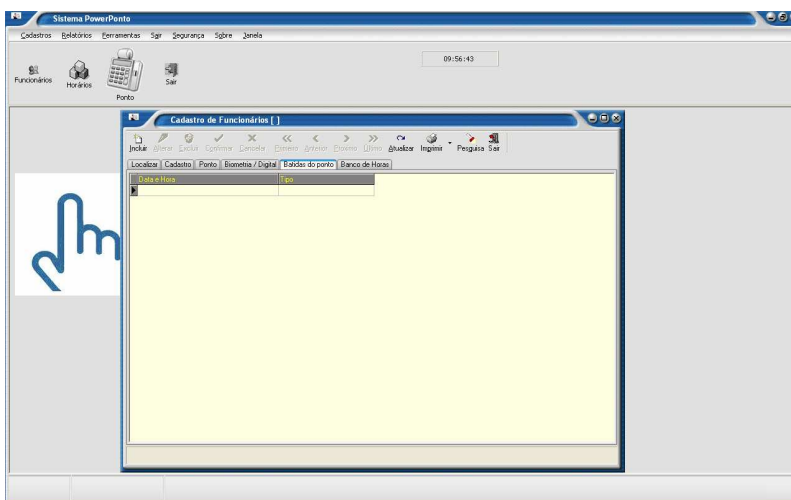 Sistema PowerPonto
Cadastros Relatórios Ferramentas Sair Segurança Sobre Janela
09:56:43
Funcionários Horários Ponto Sair
Cadastro de Funcionários [ ]
Incluir Alterar Excluir Confirmar Cancelar Primeiro Anterior Próximo Último Atualizar Imprimir Pesquisa Sair
Localizar Cadastro Ponto Biometria / Digital Batidas do ponto Banco de Horas
Data e Hora Tipo